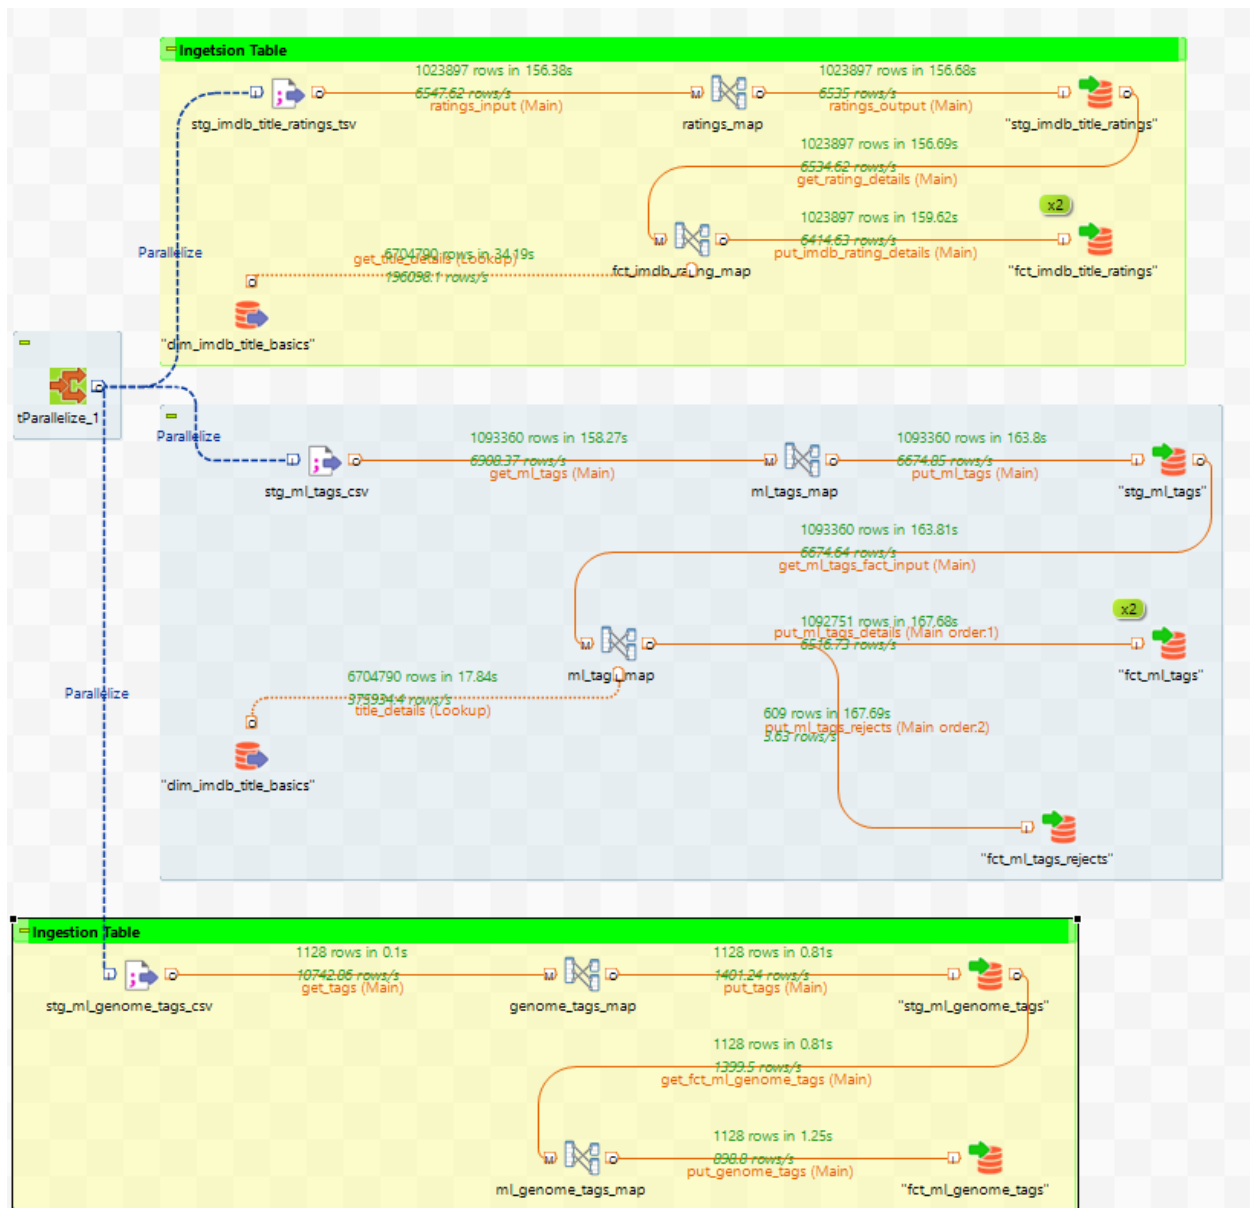 Ingetsion Table
1023897 rows in 156.38s
6547.62 rows/s
ratings_input (Main)
1023897 rows in 156.68s
6535 rows/s
ratings_output (Main)
stg_imdb_title_ratings_tsv
ratings_map
"stg_imdb_title_ratings"
1023897 rows in 156.69s
6534.62 rows/s
get_rating_details (Main)
x2
1023897 rows in 159.62s
6414.63 rows/s
put_imdb_rating_details (Main)
Parallelize
6704790 rows in 34.19s
get_title_details (Lookup)
196098.1 rows/s
fct_imdb_rating_map
"fct_imdb_title_ratings"
"dim_imdb_title_basics"
tParallelize_1
Parallelize
1093360 rows in 158.27s
6908.37 rows/s
get_ml_tags (Main)
1093360 rows in 163.8s
6674.85 rows/s
put_ml_tags (Main)
stg_ml_tags_csv
ml_tags_map
"stg_ml_tags"
1093360 rows in 163.81s
6674.64 rows/s
get_ml_tags_fact_input (Main)
x2
1092751 rows in 167.68s
put_ml_tags_details (Main order:1)
6516.73 rows/s
ml_tags_map
"fct_ml_tags"
6704790 rows in 17.84s
375934.4 rows/s
title_details (Lookup)
Parallelize
609 rows in 167.69s
put_ml_tags_rejects (Main order:2)
3.63 rows/s
"dim_imdb_title_basics"
"fct_ml_tags_rejects"
Ingestion Table
1128 rows in 0.1s
10742.86 rows/s
get_tags (Main)
1128 rows in 0.81s
1401.24 rows/s
put_tags (Main)
stg_ml_genome_tags_csv
genome_tags_map
"stg_ml_genome_tags"
1128 rows in 0.81s
1399.5 rows/s
get_fct_ml_genome_tags (Main)
1128 rows in 1.25s
898.8 rows/s
put_genome_tags (Main)
ml_genome_tags_map
"fct_ml_genome_tags"